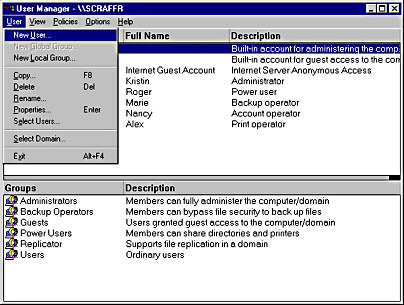 User Manager - \\SCRAFFR
User View Policies Options Help
New User...
New Global Group...
New Local Group...
Copy... F8
Delete Del
Rename...
Properties... Enter
Select Users...
Select Domain...
Exit Alt+F4
Full Name Description
Built-in account for administering the comp
Built-in account for guest access to the com
Internet Guest Account Internet Server Anonymous Access
Kristin Administrator
Roger Power user
Marie Backup operator
Nancy Account operator
Alex Print operator
Groups Description
Administrators Members can fully administer the computer/domain
Backup Operators Members can bypass file security to back up files
Guests Users granted guest access to the computer/domain
Power Users Members can share directories and printers
Replicator Supports file replication in a domain
Users Ordinary users